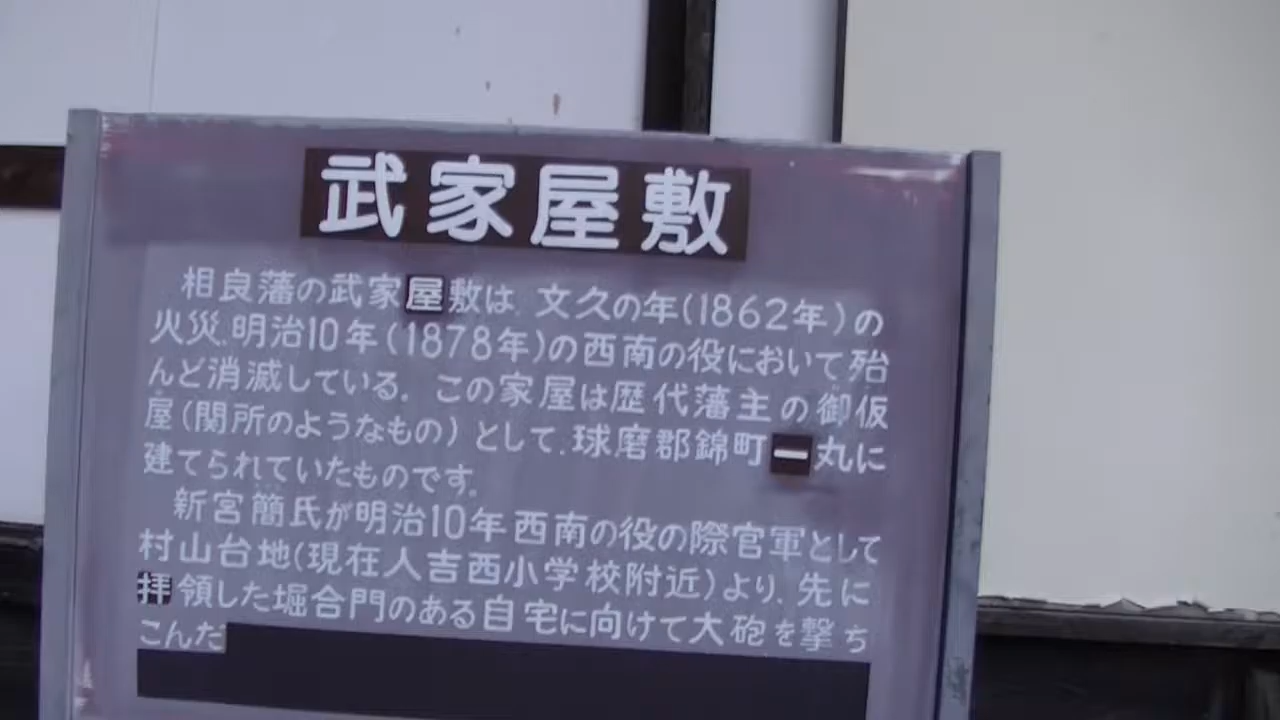 武家屋敷
相良藩の武家屋敷は、文久の年(1862年)の
火災、明治10年(1878年)の西南の役において殆
んど消滅している。この家屋は歴代藩主の御仮
屋(関所のようなもの)として、球磨郡錦町一丸に
建てられていたものです。
新宮簡氏が明治10年西南の役の際官軍として
村山台地(現在人吉西小学校附近)より、先に
拝領した堀合門のある自宅に向けて大砲を撃ち
こんだ